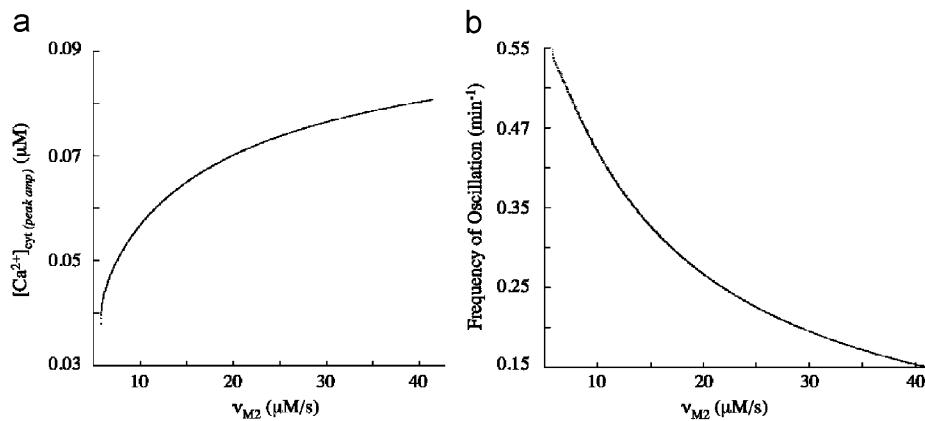 a
[Ca²⁺]cyt (peak amp) (μM)
0.09
0.07
0.05
0.03
10
20
30
40
νM2 (μM/s)
b
Frequency of Oscillation (min⁻¹)
0.55
0.47
0.35
0.25
0.15
10
20
30
40
νM2 (μM/s)